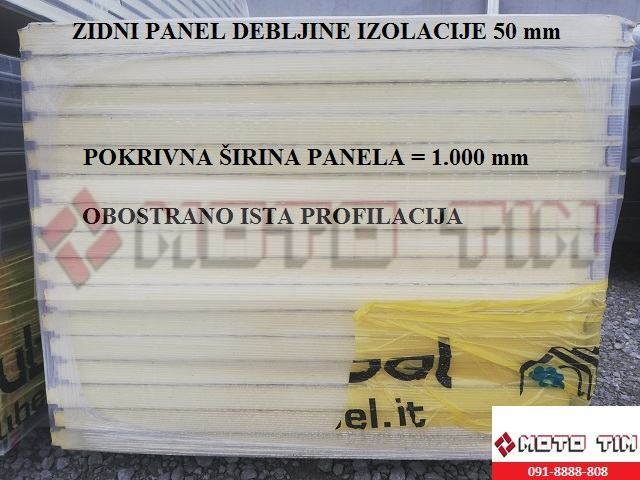 ZIDNI PANEL DEBLJINE IZOLACIJE 50 mm
POKRIVNA ŠIRINA PANELA = 1.000 mm
OBOSTRANO ISTA PROFILACIJA
MOTO TIM
el.it
MOTO TIM
091-8888-808